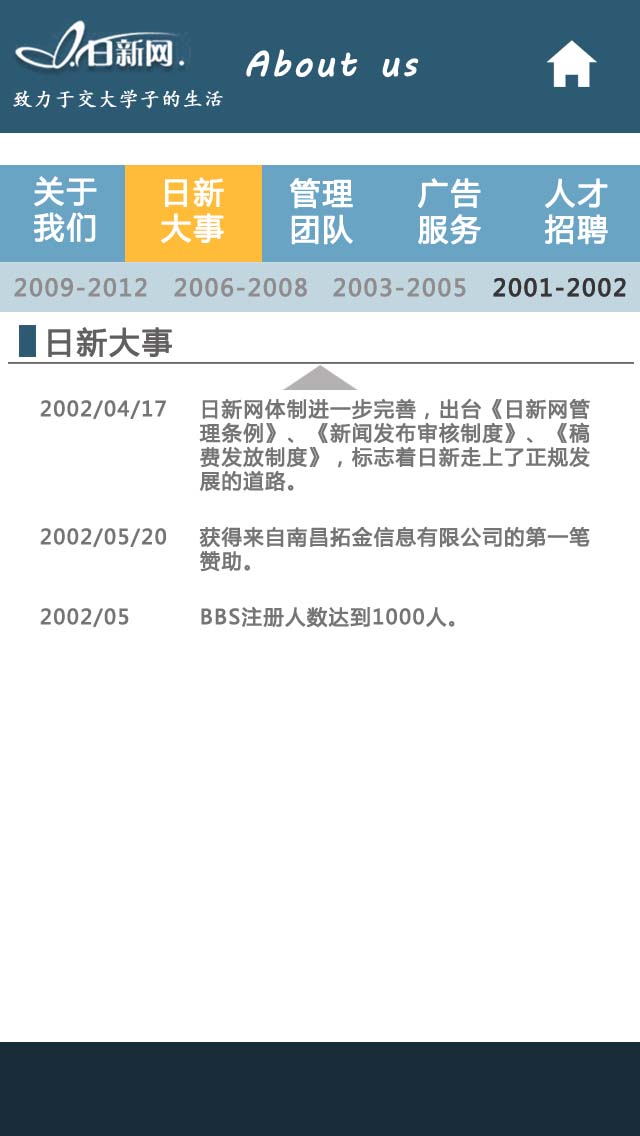 日新网.
About us
致力于交大学子的生活
关于我们
日新大事
管理团队
广告服务
人才招聘
2009-2012 2006-2008 2003-2005 2001-2002
日新大事
2002/04/17 日新网体制进一步完善，出台《日新网管
理条例》、《新闻发布审核制度》、《稿
费发放制度》，标志着日新走上了正规发
展的道路。
2002/05/20 获得来自南昌拓金信息有限公司的第一笔
赞助。
2002/05 BBS注册人数达到1000人。